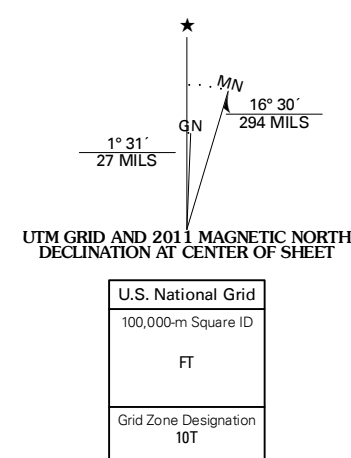 ★
MN
GN
16° 30´
294 MILS
1° 31´
27 MILS
UTM GRID AND 2011 MAGNETIC NORTH
DECLINATION AT CENTER OF SHEET
U.S. National Grid
100,000-m Square ID
FT
Grid Zone Designation
10T